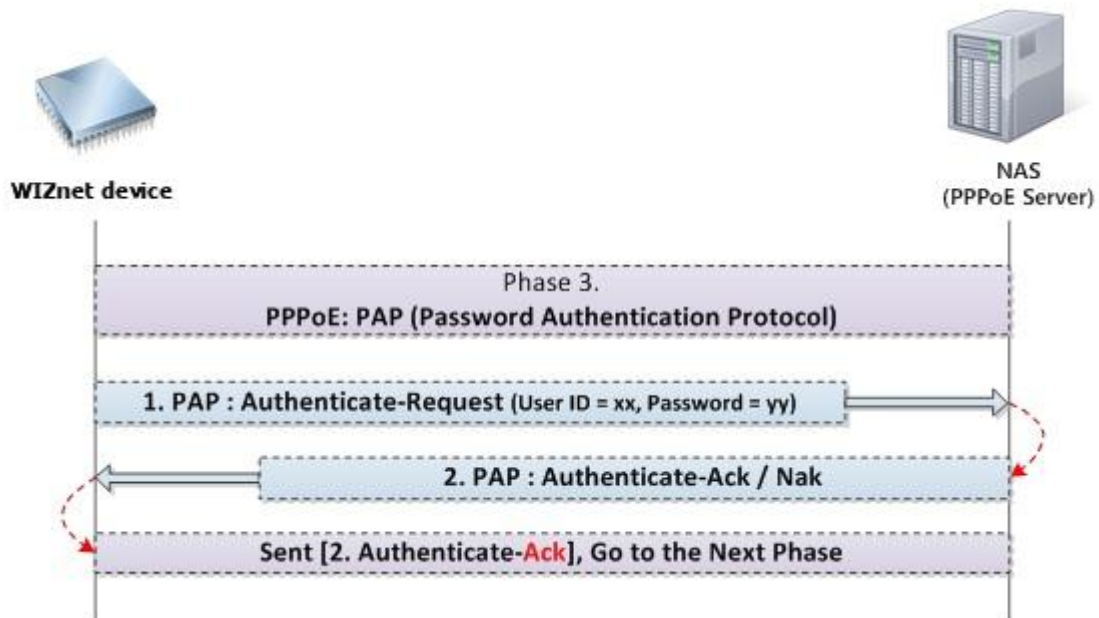 WIZnet device
NAS
(PPPoE Server)
Phase 3.
PPPoE: PAP (Password Authentication Protocol)
1. PAP : Authenticate-Request (User ID = xx, Password = yy)
2. PAP : Authenticate-Ack / Nak
Sent [2. Authenticate-Ack], Go to the Next Phase